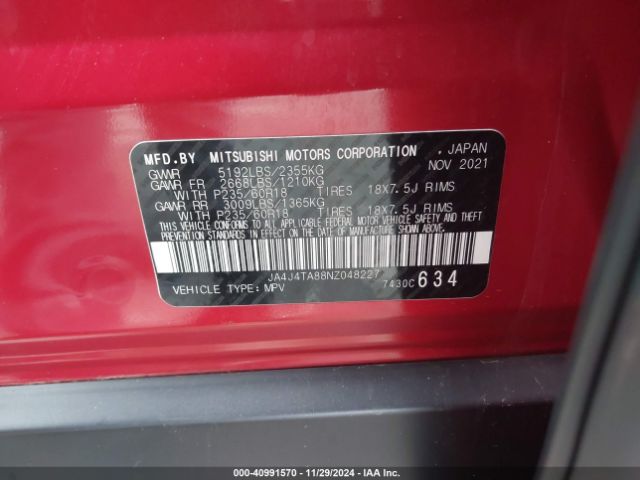 MFD.BY MITSUBISHI MOTORS CORPORATION , JAPAN
GVWR 5192LBS/2355KG NOV 2021
GAWR FR 2668LBS/1210KG
WITH P235/60R18 TIRES 18X7.5J RIMS
GAWR RR 3009LBS/1365KG
WITH P235/60R18 TIRES 18X7.5J RIMS
THIS VEHICLE CONFORMS TO ALL APPLICABLE FEDERAL MOTOR VEHICLE SAFETY AND THEFT
PREVENTION STANDARDS IN EFFECT ON THE DATE OF MANUFACTURE SHOWN ABOVE.
JA4J4TA88NZ048227
VEHICLE TYPE:MPV 7430C 634
000-40991570 | 11/29/2024 - IAA Holdings, LLC.